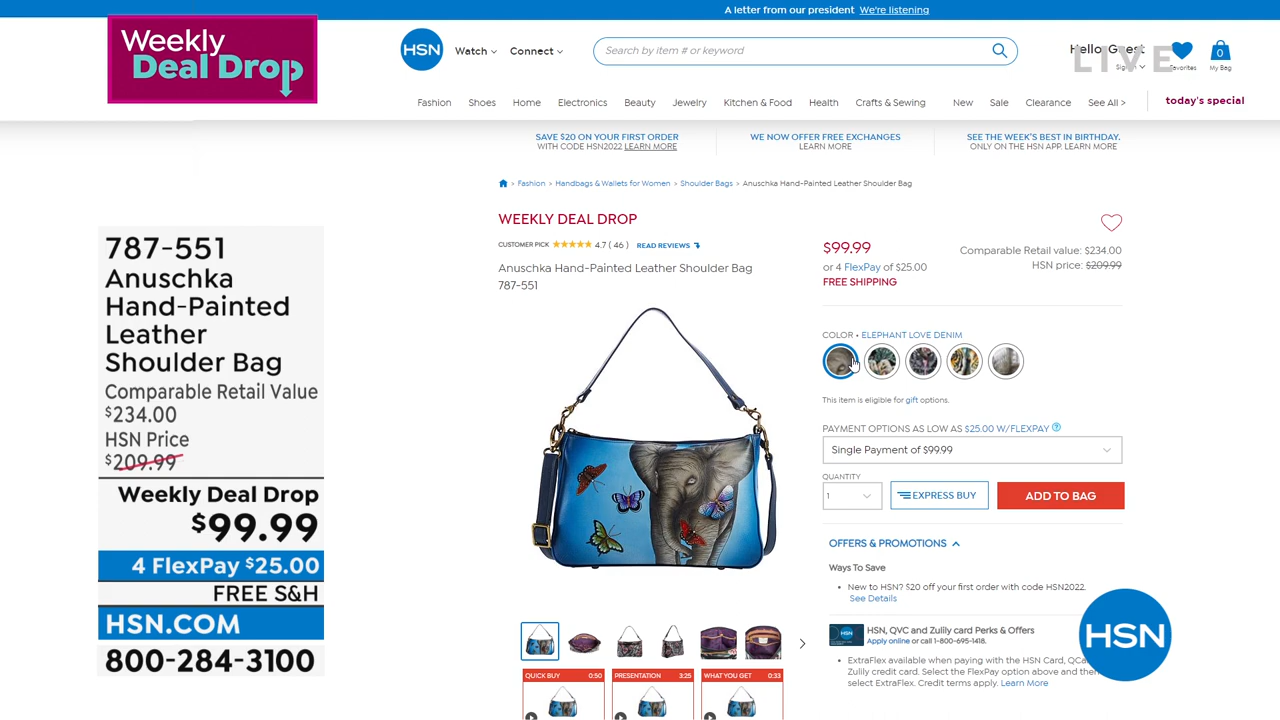 A letter from our president We're listening
Weekly
Deal Drop
HSN
Watch
Connect
Search by item # or keyword
Hello, Guest
LIVE
Favorites
0
My Bag
Fashion Shoes Home Electronics Beauty Jewelry Kitchen & Food Health Crafts & Sewing New Sale Clearance See All > today's special
SAVE $20 ON YOUR FIRST ORDER
WITH CODE HSN2022 LEARN MORE
WE NOW OFFER FREE EXCHANGES
LEARN MORE
SEE THE WEEK'S BEST IN BIRTHDAY.
ONLY ON THE HSN APP. LEARN MORE
> Fashion > Handbags & Wallets for Women > Shoulder Bags > Anuschka Hand-Painted Leather Shoulder Bag
787-551
Anuschka
Hand-Painted
Leather
Shoulder Bag
Comparable Retail Value
$234.00
HSN Price
$209.99
Weekly Deal Drop
$99.99
4 FlexPay $25.00
FREE S&H
HSN.COM
800-284-3100
WEEKLY DEAL DROP
CUSTOMER PICK 4.7 ( 46 ) READ REVIEWS
Anuschka Hand-Painted Leather Shoulder Bag
787-551
$99.99
or 4 FlexPay of $25.00
FREE SHIPPING
Comparable Retail value: $234.00
HSN price: $209.99
COLOR • ELEPHANT LOVE DENIM
This item is eligible for gift options.
PAYMENT OPTIONS AS LOW AS $25.00 W/FLEXPAY ?
Single Payment of $99.99
QUANTITY
1
EXPRESS BUY
ADD TO BAG
OFFERS & PROMOTIONS
Ways To Save
• New to HSN? $20 off your first order with code HSN2022.
See Details
HSN, QVC and Zulily card Perks & Offers
Apply online or call 1-800-695-1418.
• ExtraFlex available when paying with the HSN Card, QCa
Zulily credit card. Select the FlexPay option above and then
select ExtraFlex. Credit terms apply. Learn More
HSN
QUICK BUY 0:50
PRESENTATION 3:25
WHAT YOU GET 0:33